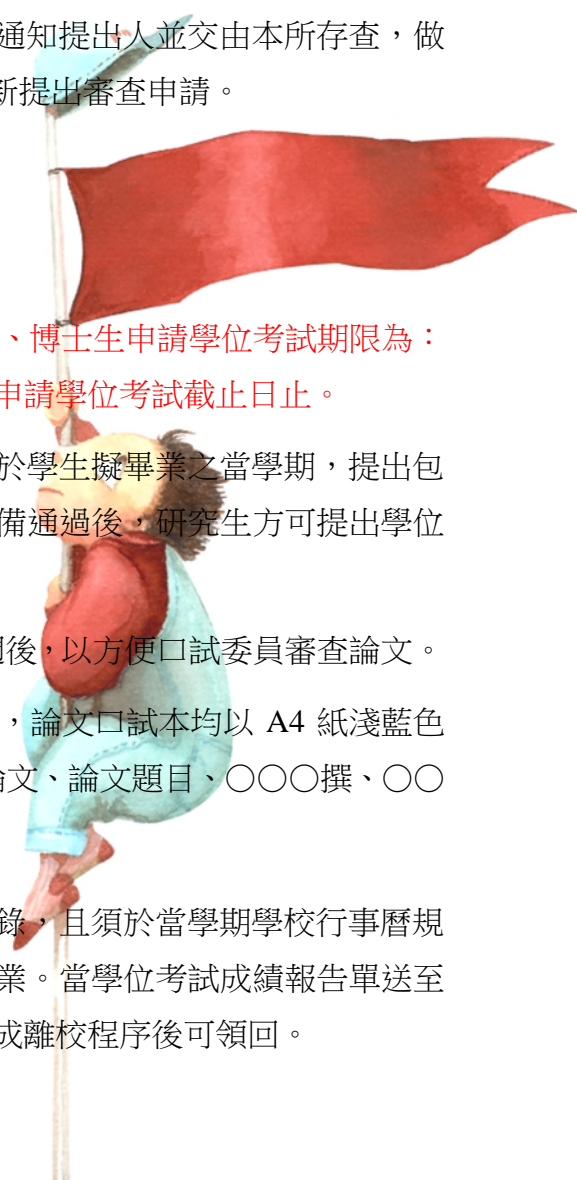 通知提出人並交由本所存查，做
新提出審查申請。
、博士生申請學位考試期限為：
申請學位考試截止日止。
於學生擬畢業之當學期，提出包
備通過後，研究生方可提出學位
後，以方便口試委員審查論文。
，論文口試本均以 A4 紙淺藍色
論文、論文題目、○○○撰、○○
錄，且須於當學期學校行事曆規
業。當學位考試成績報告單送至
成離校程序後可領回。